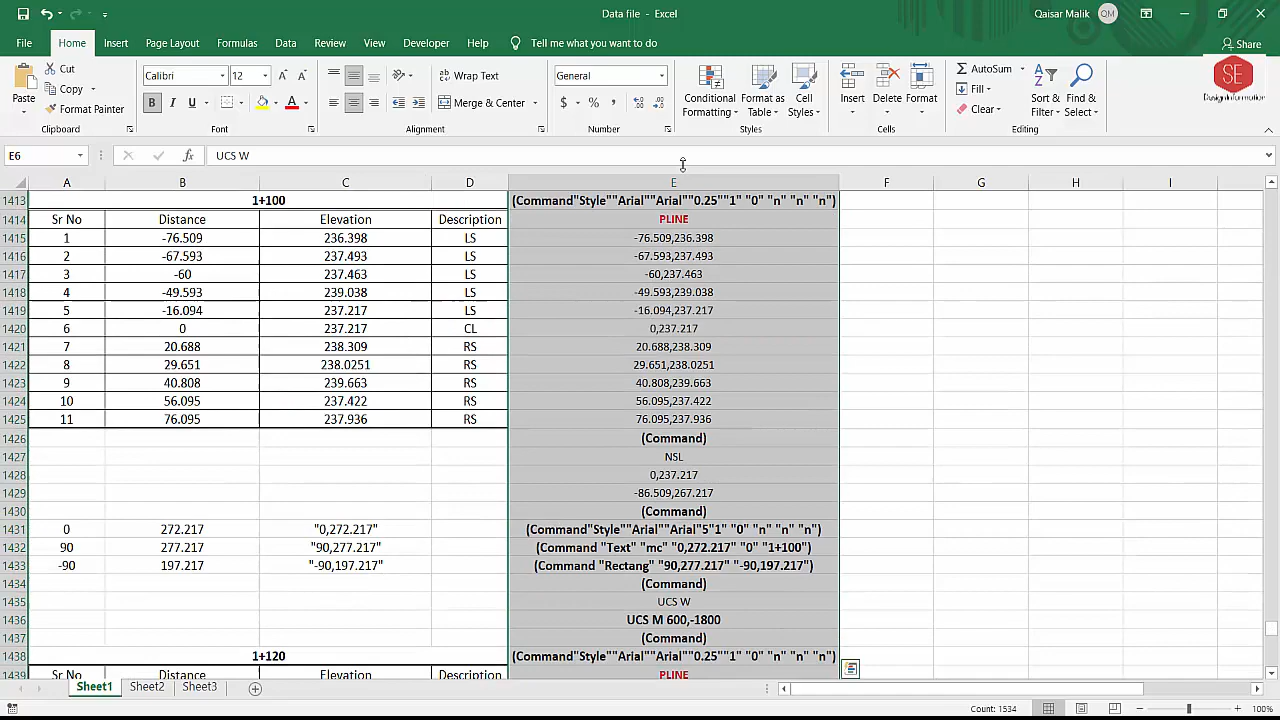 Data file - Excel
Qaisar Malik QM
File Home Insert Page Layout Formulas Data Review View Developer Help Tell me what you want to do Share
Paste Cut Copy Format Painter
Calibri 12
B I U A
Wrap Text
Merge & Center
General
$ % ,
Conditional Formatting
Format as Table
Cell Styles
Insert Delete Format
AutoSum
Fill
Clear
Sort & Filter
Find & Select
SE
Design Information
Clipboard Font Alignment Number Styles Cells Editing
E6 fx UCS W
A B C D E F G H I
1413 1+100 (Command"Style""Arial""Arial""0.25""1" "0" "n" "n" "n")
1414 Sr No Distance Elevation Description PLINE
1415 1 -76.509 236.398 LS -76.509,236.398
1416 2 -67.593 237.493 LS -67.593,237.493
1417 3 -60 237.463 LS -60,237.463
1418 4 -49.593 239.038 LS -49.593,239.038
1419 5 -16.094 237.217 LS -16.094,237.217
1420 6 0 237.217 CL 0,237.217
1421 7 20.688 238.309 RS 20.688,238.309
1422 8 29.651 238.0251 RS 29.651,238.0251
1423 9 40.808 239.663 RS 40.808,239.663
1424 10 56.095 237.422 RS 56.095,237.422
1425 11 76.095 237.936 RS 76.095,237.936
1426 (Command)
1427 NSL
1428 0,237.217
1429 -86.509,267.217
1430 (Command)
1431 0 272.217 "0,272.217" (Command"Style""Arial""Arial"5"1" "0" "n" "n" "n")
1432 90 277.217 "90,277.217" (Command "Text" "mc" "0,272.217" "0" "1+100")
1433 -90 197.217 "-90,197.217" (Command "Rectang" "90,277.217" "-90,197.217")
1434 (Command)
1435 UCS W
1436 UCS M 600,-1800
1437 (Command)
1438 1+120 (Command"Style""Arial""Arial""0.25""1" "0" "n" "n" "n")
1439 Sr No Distance Elevation Description PLINE
Sheet1 Sheet2 Sheet3
Count: 1534 100%